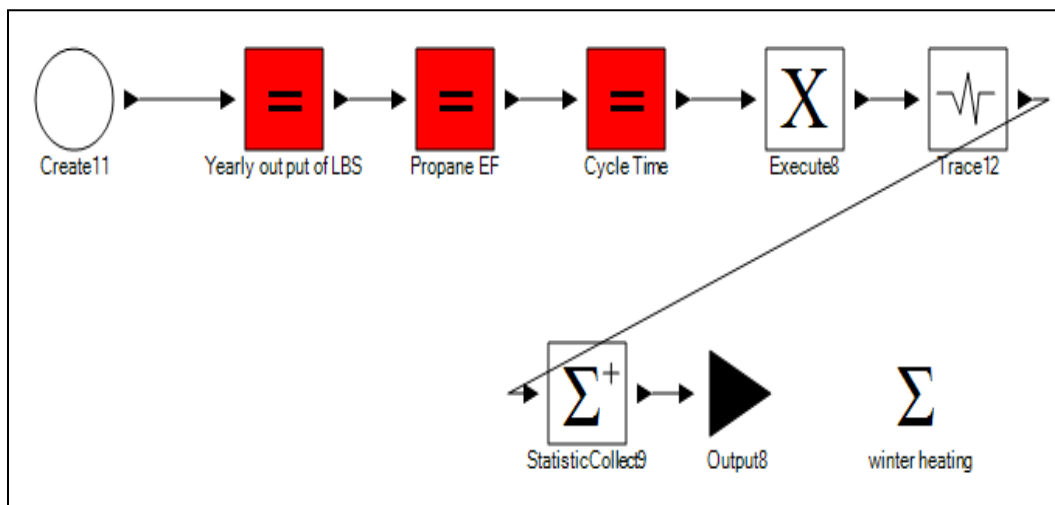 = = = X
Create11 Yearly out put of LBS Propane EF Cycle Time Execute8 Trace12
Σ+ Σ
StatisticCollect9 Output8 winter heating